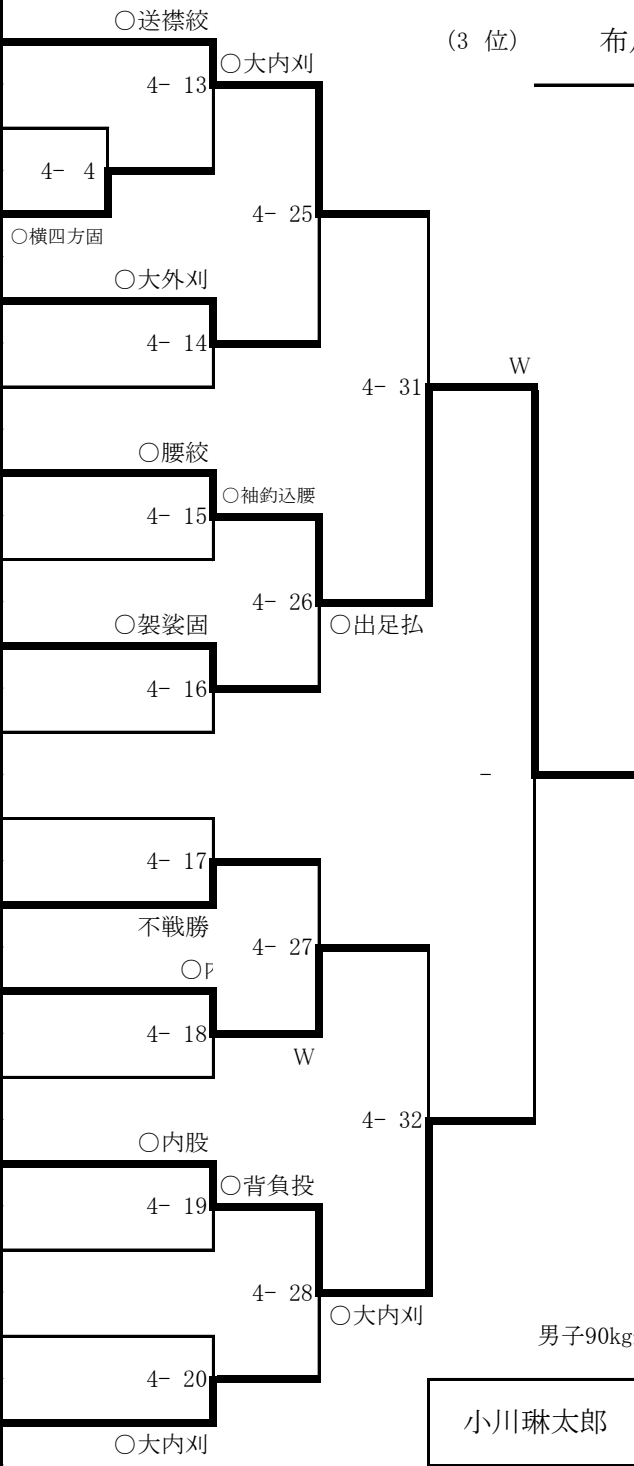 ○送襟絞
(3 位)
布
○大内刈
4- 13
4- 4
4- 25
○横四方固
○大外刈
4- 14
W
4- 31
○腰絞
○袖釣込腰
4- 15
4- 26
○袈裟固
○出足払
4- 16
-
4- 17
不戦勝
4- 27
○
4- 18
W
4- 32
○内股
○背負投
4- 19
4- 28
○大内刈
男子90kg
4- 20
小川琳太郎
○大内刈